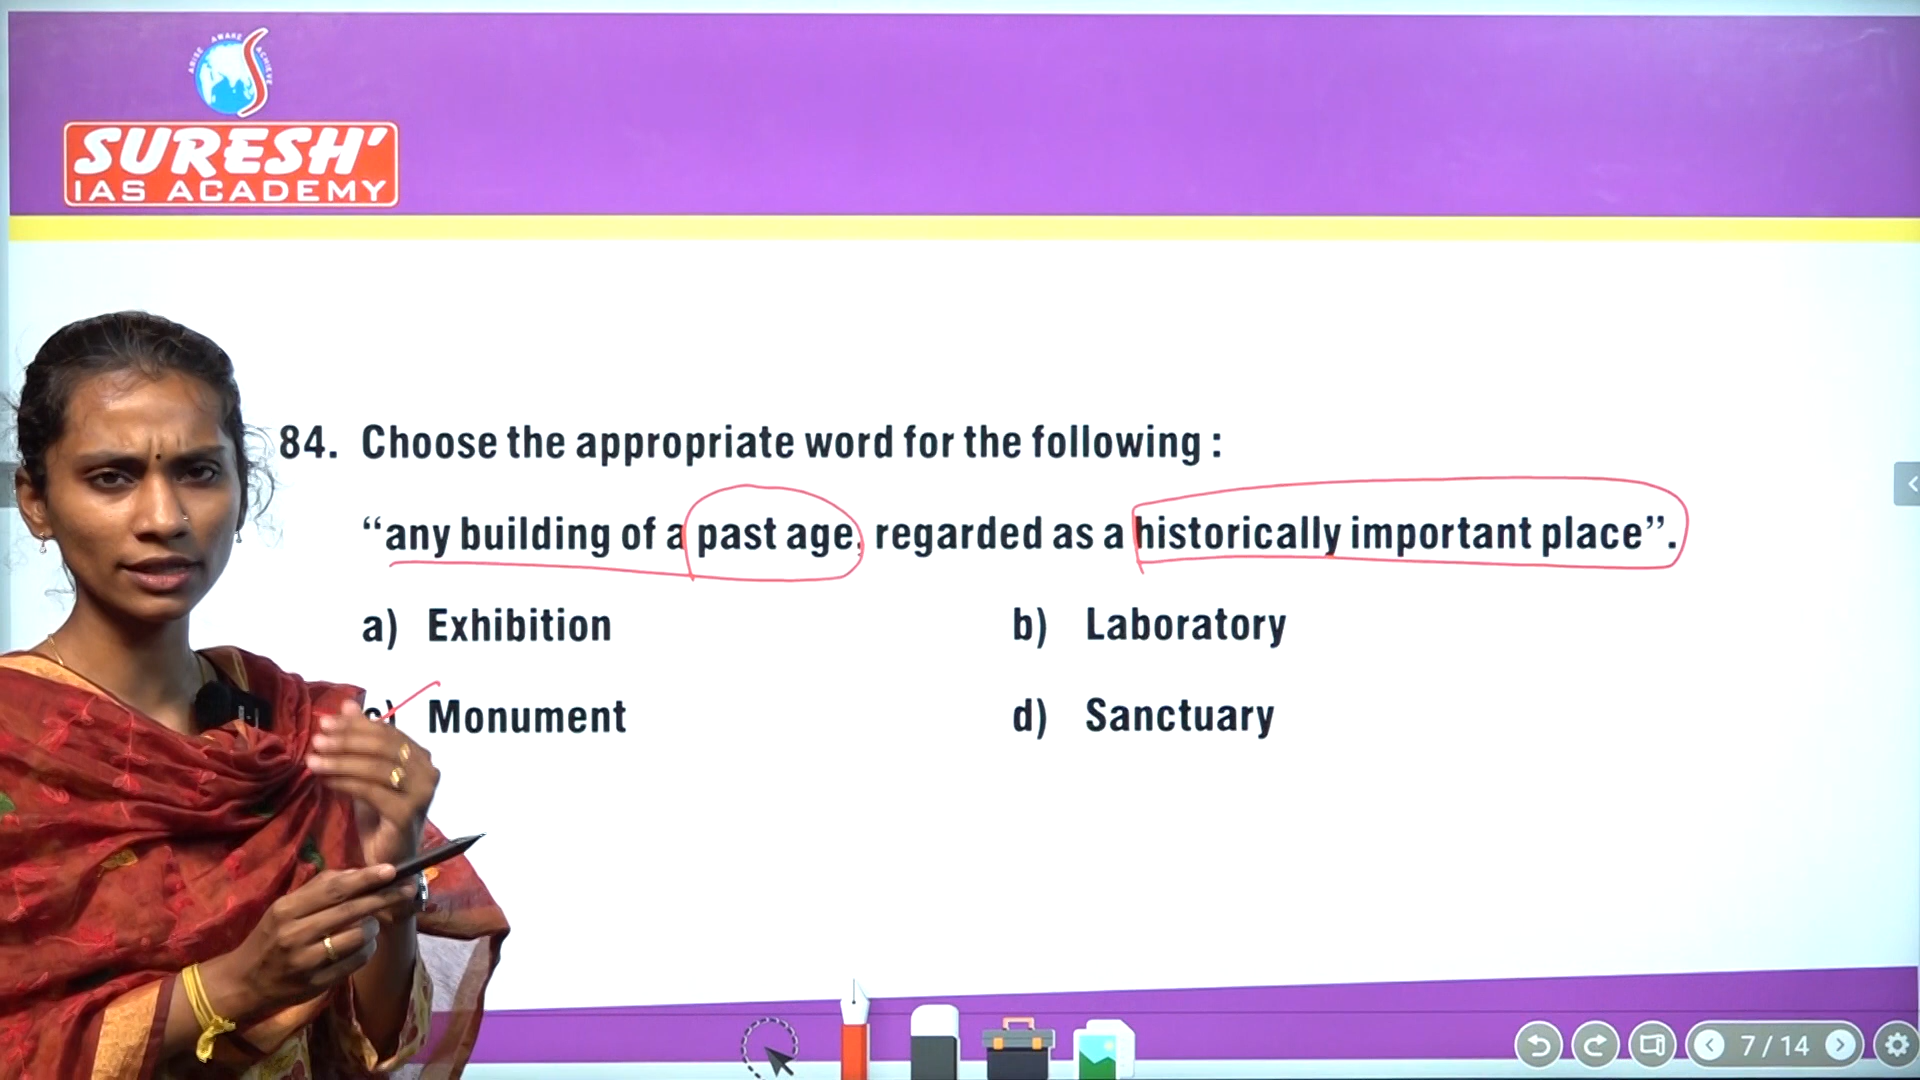 ARISE AWAKE ACHIEVE
SURESH'
IAS ACADEMY
84. Choose the appropriate word for the following :
“any building of a past age, regarded as a historically important place”.
a) Exhibition b) Laboratory
c) Monument d) Sanctuary
7 / 14